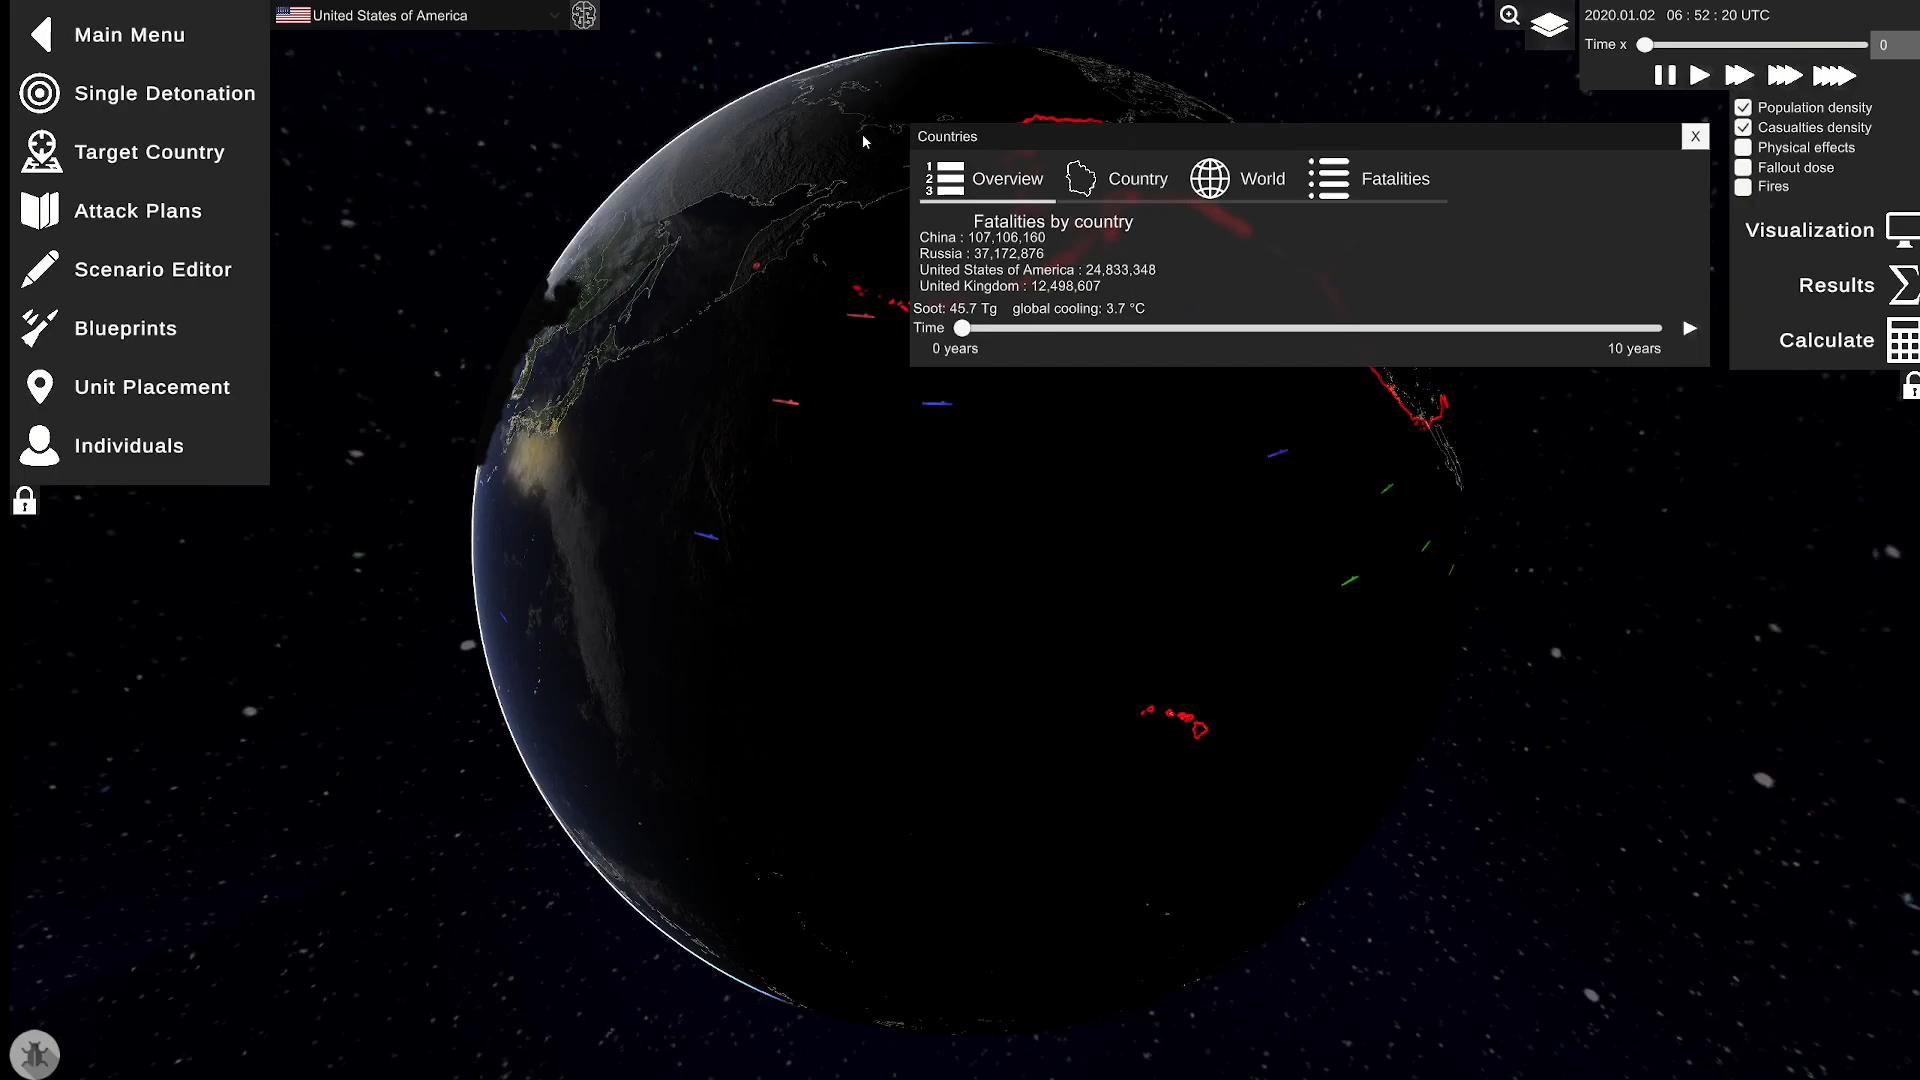 Main Menu
Single Detonation
Target Country
Attack Plans
Scenario Editor
Blueprints
Unit Placement
Individuals
United States of America
2020.01.02 06 : 52 : 20 UTC
Time x
0
Population density
Casualties density
Physical effects
Fallout dose
Fires
Visualization
Results
Calculate
Countries
X
1
2
3
Overview
Country
World
Fatalities
Fatalities by country
China : 107,106,160
Russia : 37,172,876
United States of America : 24,833,348
United Kingdom : 12,498,607
Soot: 45.7 Tg global cooling: 3.7 °C
Time
0 years
10 years